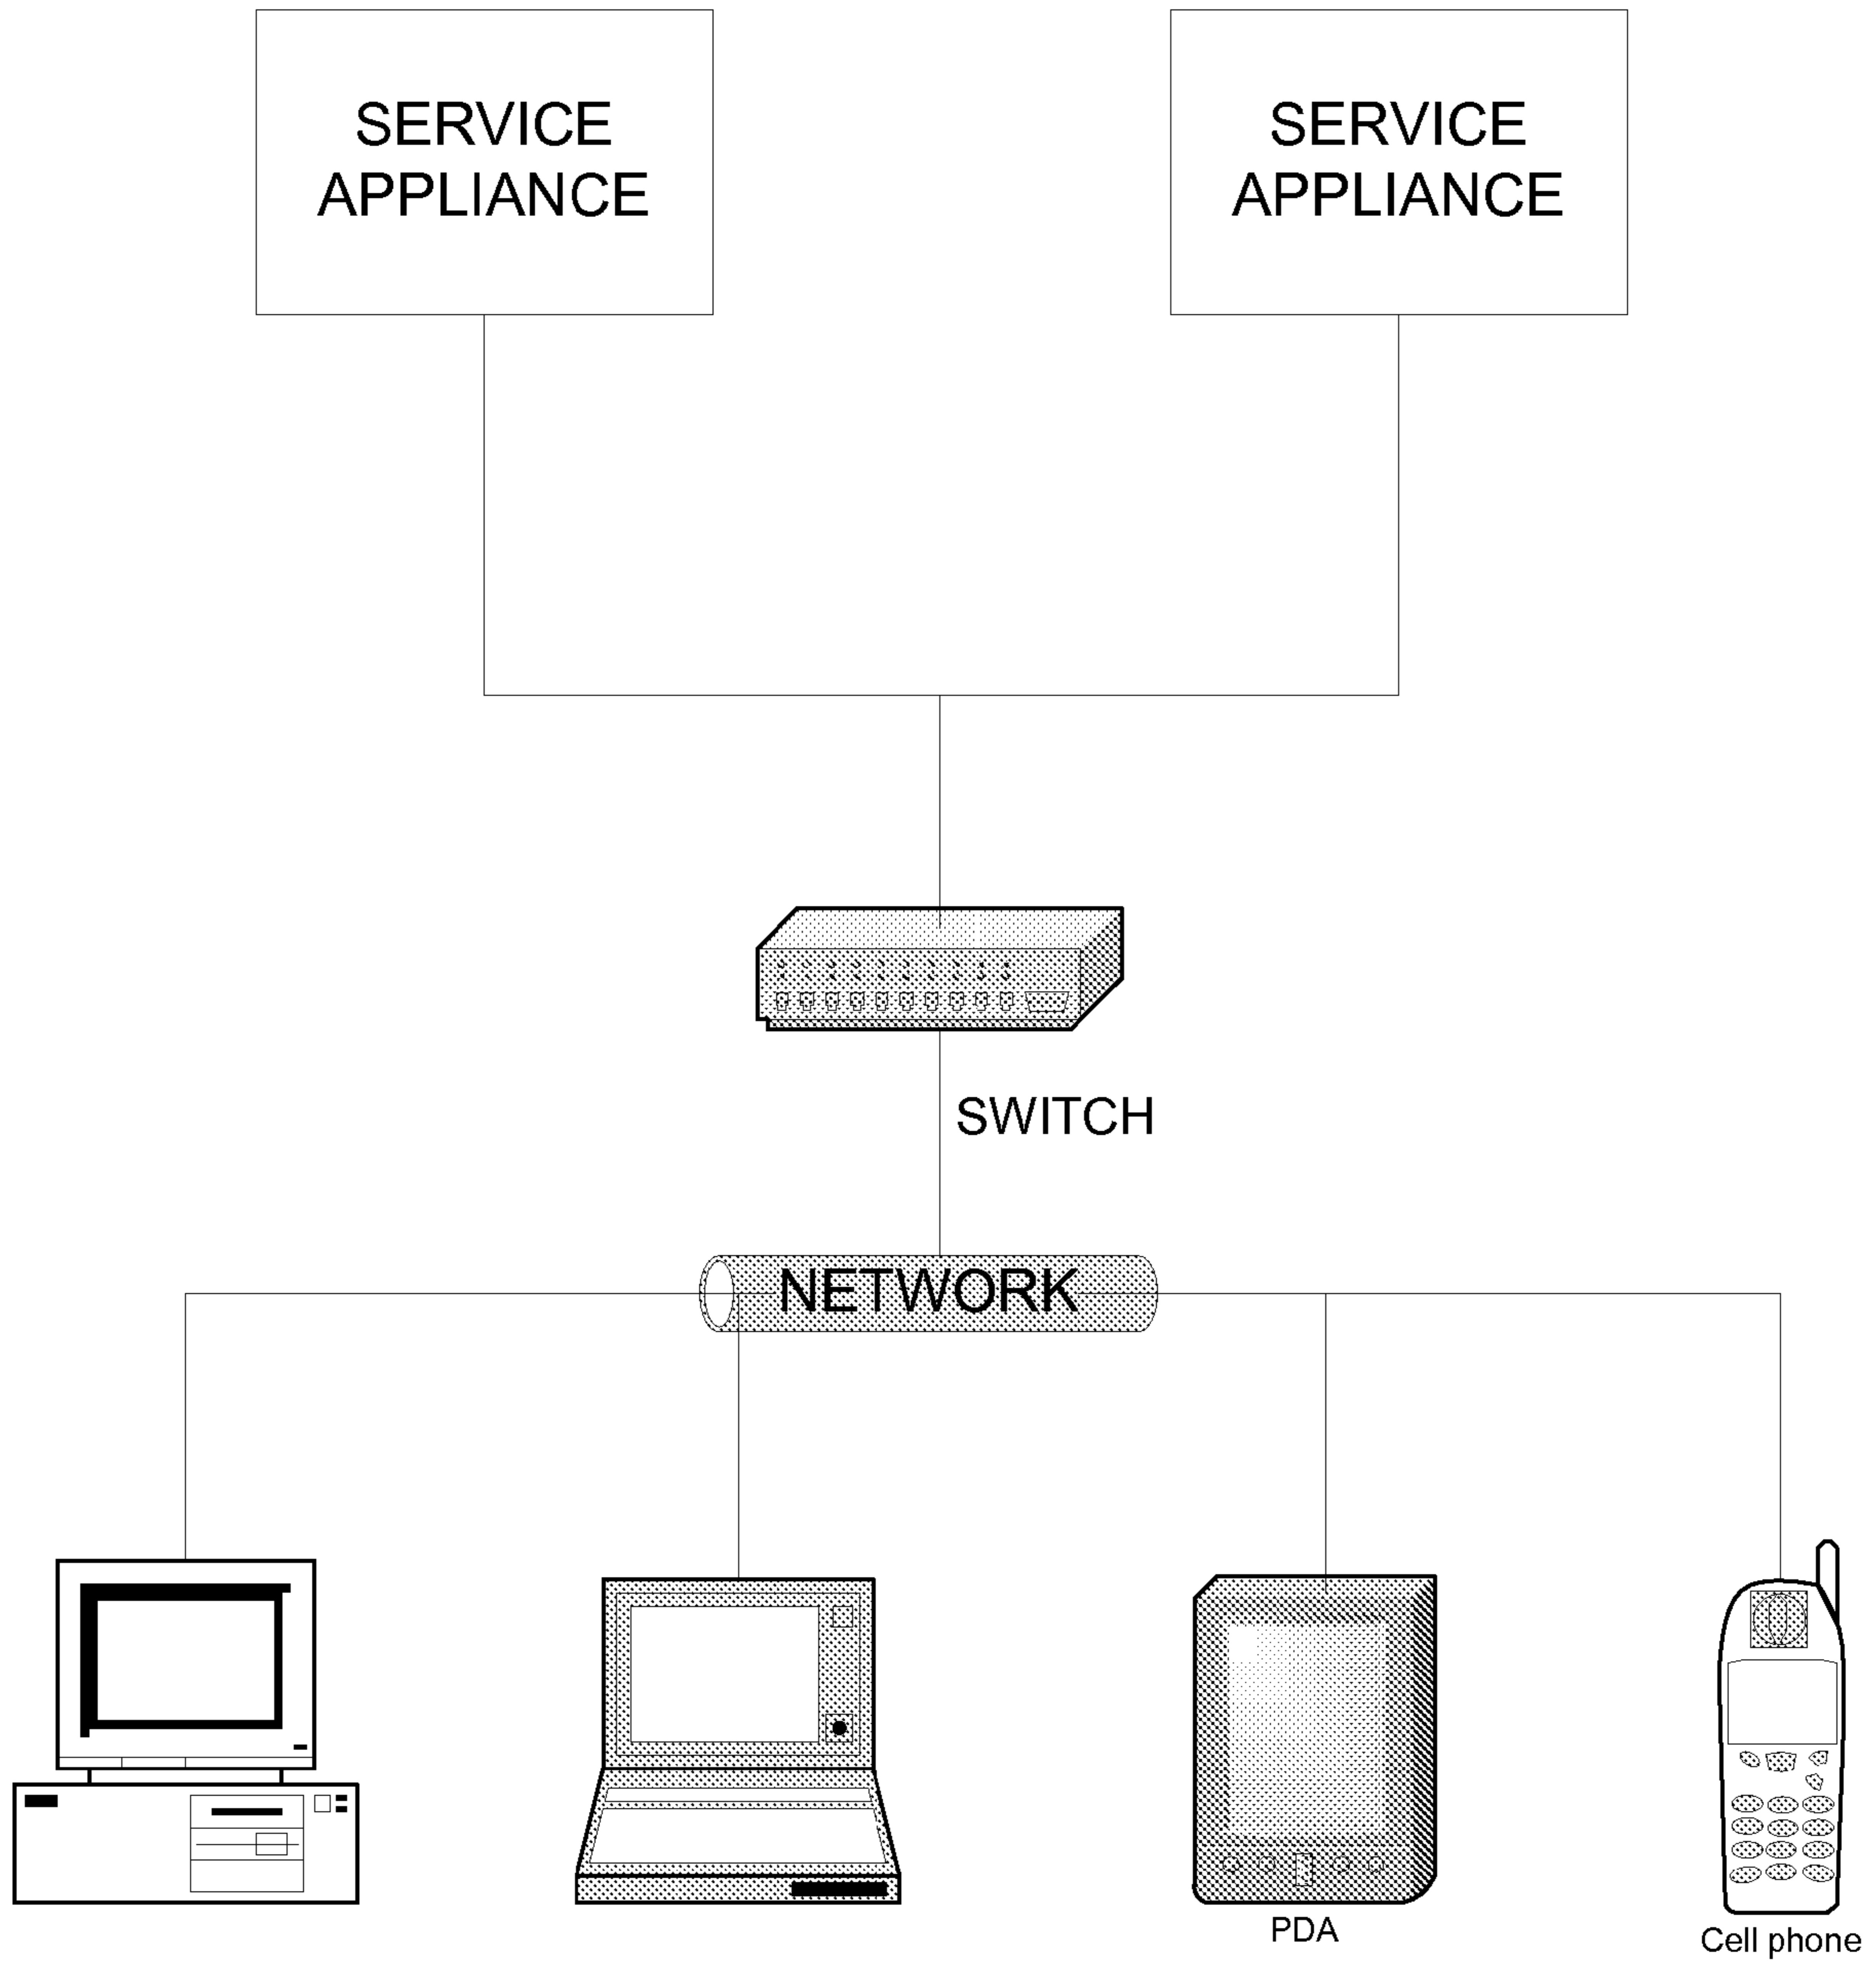 SERVICE
APPLIANCE
SERVICE
APPLIANCE
SWITCH
NETWORK
PDA
Cell phone